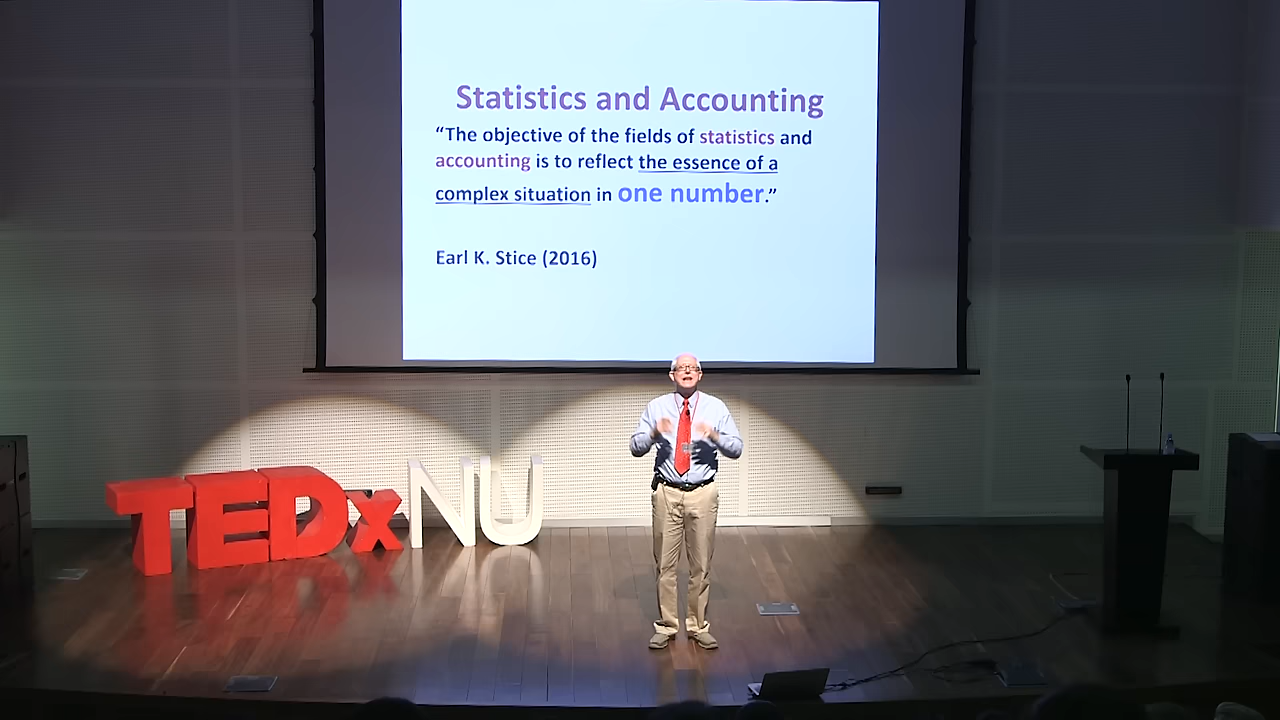 Statistics and Accounting
“The objective of the fields of statistics and
accounting is to reflect the essence of a
complex situation in one number.”
Earl K. Stice (2016)
TEDxNU